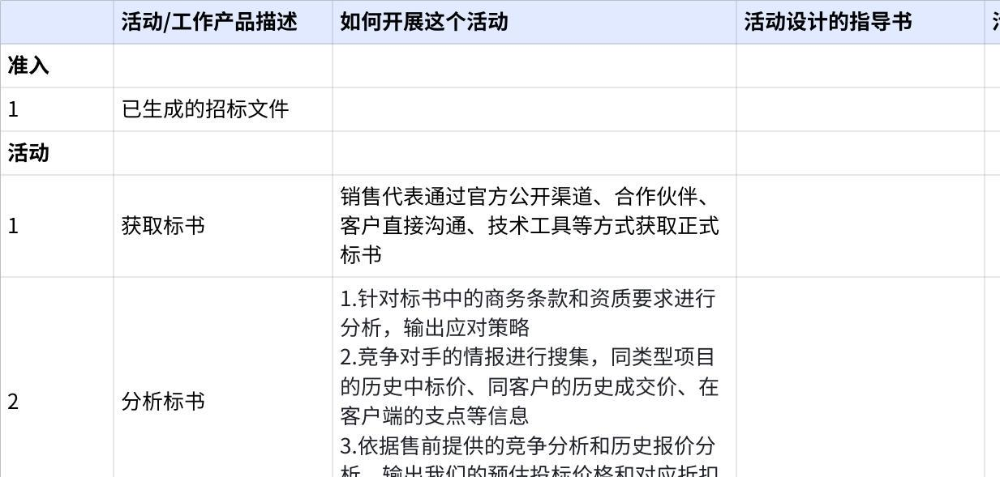 活动/工作产品描述
如何开展这个活动
活动设计的指导书
准入
1
已生成的招标文件
活动
1
获取标书
销售代表通过官方公开渠道、合作伙伴、
客户直接沟通、技术工具等方式获取正式
标书
2
分析标书
1.针对标书中的商务条款和资质要求进行
分析，输出应对策略
2.竞争对手的情报进行搜集，同类型项目
的历史中标价、同客户的历史成交价、在
客户端的支点等信息
3.依据售前提供的竞争分析和历史报价分
析，输出我们的预估投标价格和对应折扣